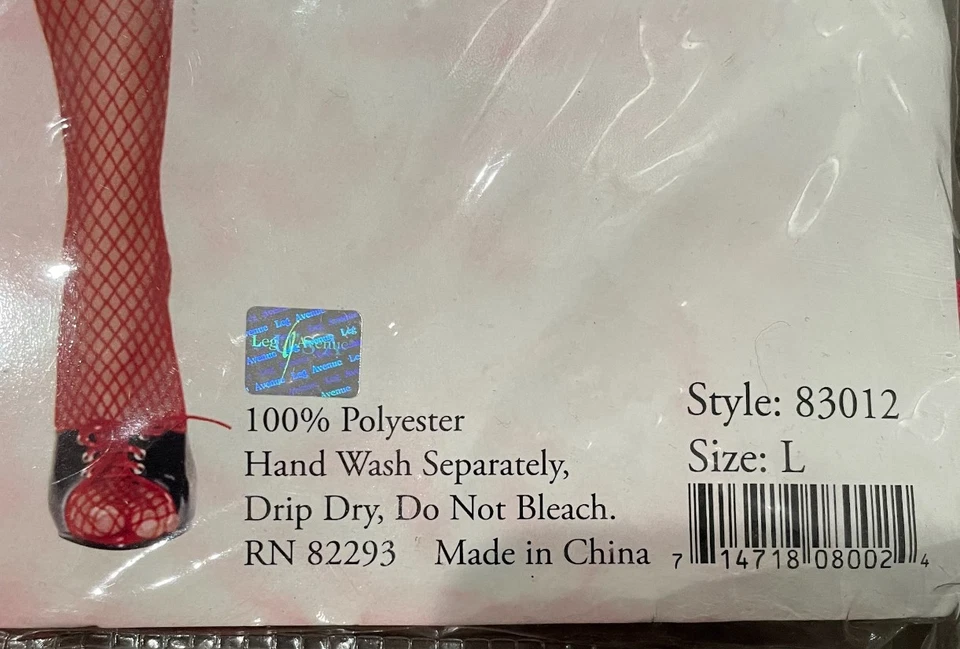 Leg Avenue
100% Polyester
Hand Wash Separately,
Drip Dry, Do Not Bleach.
RN 82293 Made in China
Style: 83012
Size: L
7 14718 08002 4